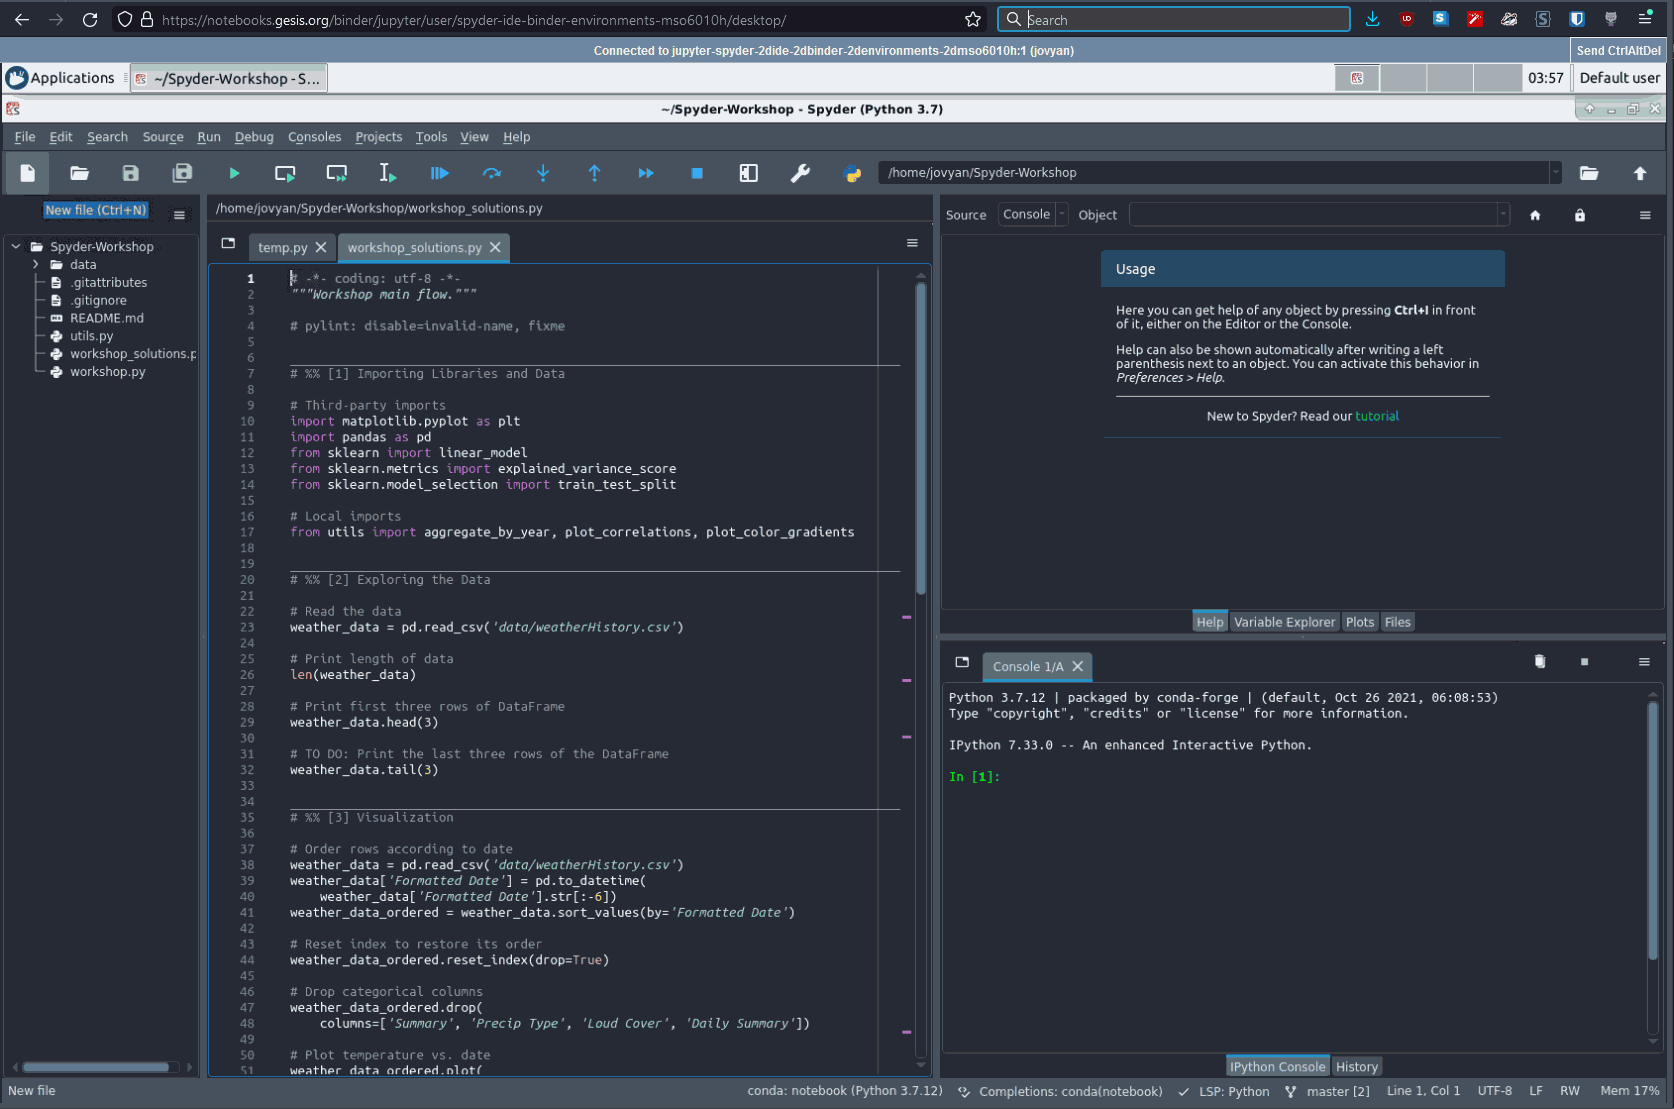 https://notebooks.gesis.org/binder/jupyter/user/spyder-ide-binder-environments-mso6010h/desktop/
Search
Connected to jupyter-spyder-2dide-2dbinder-2denvironments-2dmso6010h:1 (jovyan)
Send CtrlAltDel
Applications
~/Spyder-Workshop - S...
03:57
Default user
~/Spyder-Workshop - Spyder (Python 3.7)
File Edit Search Source Run Debug Consoles Projects Tools View Help
/home/jovyan/Spyder-Workshop
New file (Ctrl+N)
Spyder-Workshop
data
.gitattributes
.gitignore
README.md
utils.py
workshop_solutions.p
workshop.py
/home/jovyan/Spyder-Workshop/workshop_solutions.py
temp.py
workshop_solutions.py
1 # -*- coding: utf-8 -*-
2 """Workshop main flow."""
3
4 # pylint: disable=invalid-name, fixme
5
6
7 # %% [1] Importing Libraries and Data
8
9 # Third-party imports
10 import matplotlib.pyplot as plt
11 import pandas as pd
12 from sklearn import linear_model
13 from sklearn.metrics import explained_variance_score
14 from sklearn.model_selection import train_test_split
15
16 # Local imports
17 from utils import aggregate_by_year, plot_correlations, plot_color_gradients
18
19
20 # %% [2] Exploring the Data
21
22 # Read the data
23 weather_data = pd.read_csv('data/weatherHistory.csv')
24
25 # Print length of data
26 len(weather_data)
27
28 # Print first three rows of DataFrame
29 weather_data.head(3)
30
31 # TO DO: Print the last three rows of the DataFrame
32 weather_data.tail(3)
33
34
35 # %% [3] Visualization
36
37 # Order rows according to date
38 weather_data = pd.read_csv('data/weatherHistory.csv')
39 weather_data['Formatted Date'] = pd.to_datetime(
40 weather_data['Formatted Date'].str[:-6])
41 weather_data_ordered = weather_data.sort_values(by='Formatted Date')
42
43 # Reset index to restore its order
44 weather_data_ordered.reset_index(drop=True)
45
46 # Drop categorical columns
47 weather_data_ordered.drop(
48 columns=['Summary', 'Precip Type', 'Loud Cover', 'Daily Summary'])
49
50 # Plot temperature vs. date
51 weather_data_ordered.plot(
Source
Console
Object
Usage
Here you can get help of any object by pressing Ctrl+I in front
of it, either on the Editor or the Console.
Help can also be shown automatically after writing a left
parenthesis next to an object. You can activate this behavior in
Preferences > Help.
New to Spyder? Read our tutorial
Help
Variable Explorer
Plots
Files
Console 1/A
Python 3.7.12 | packaged by conda-forge | (default, Oct 26 2021, 06:08:53)
Type "copyright", "credits" or "license" for more information.
IPython 7.33.0 -- An enhanced Interactive Python.
In [1]:
IPython Console
History
New file
conda: notebook (Python 3.7.12)
Completions: conda(notebook)
LSP: Python
master [2]
Line 1, Col 1
UTF-8
LF
RW
Mem 17%